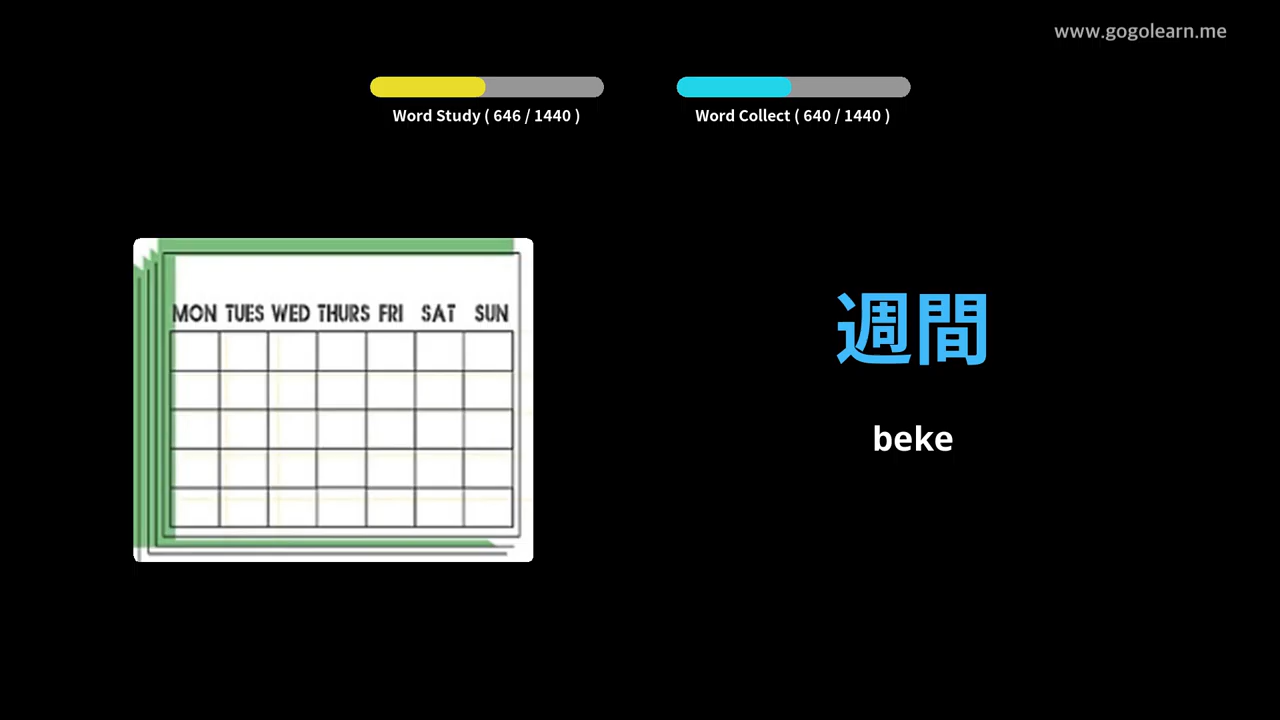 www.gogolearn.me
Word Study ( 646 / 1440 )
Word Collect ( 640 / 1440 )
MON TUES WED THURS FRI SAT SUN
週間
beke